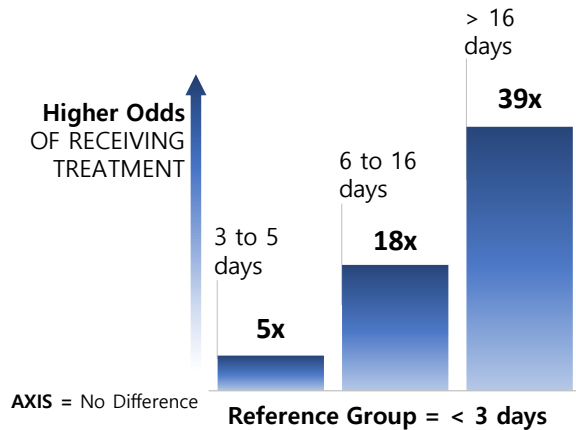 > 16
days
39x
Higher Odds
OF RECEIVING
TREATMENT
6 to 16
days
18x
3 to 5
days
5x
AXIS = No Difference
Reference Group = < 3 days